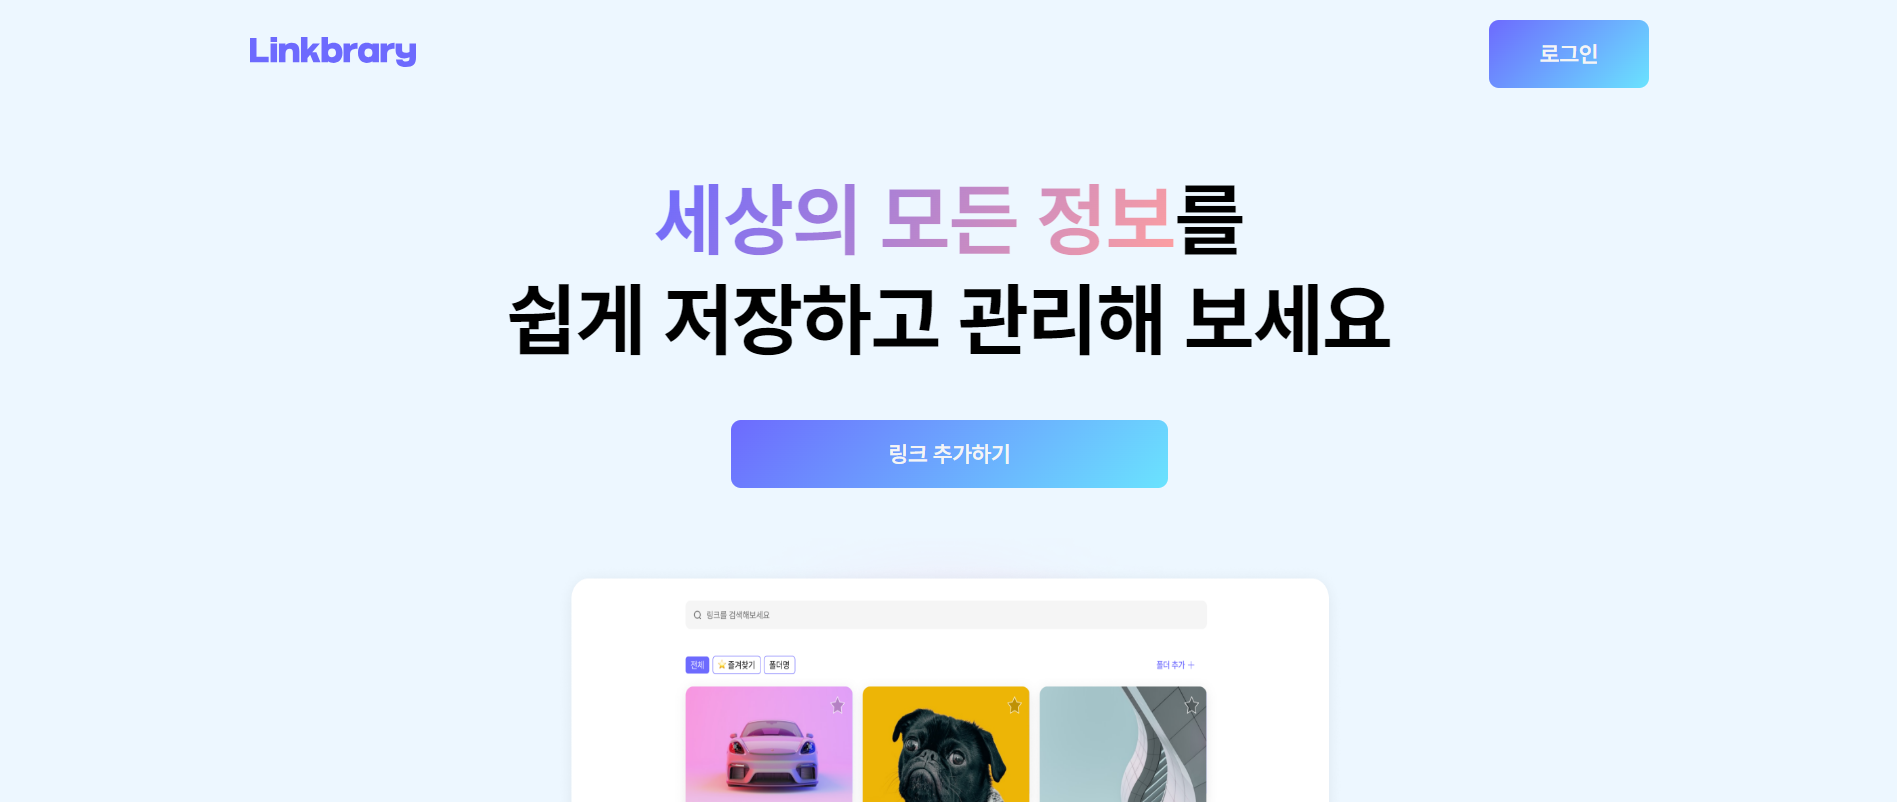 Linkbrary
로그인
세상의 모든 정보를
쉽게 저장하고 관리해 보세요
링크 추가하기
링크를 검색해보세요
전체 ⭐ 즐겨찾기 폴더명 폴더 추가 +